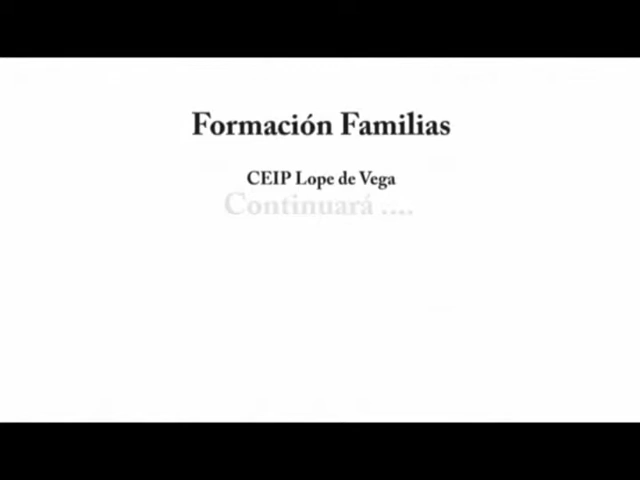 Formación Familias
CEIP Lope de Vega
Continuará ....